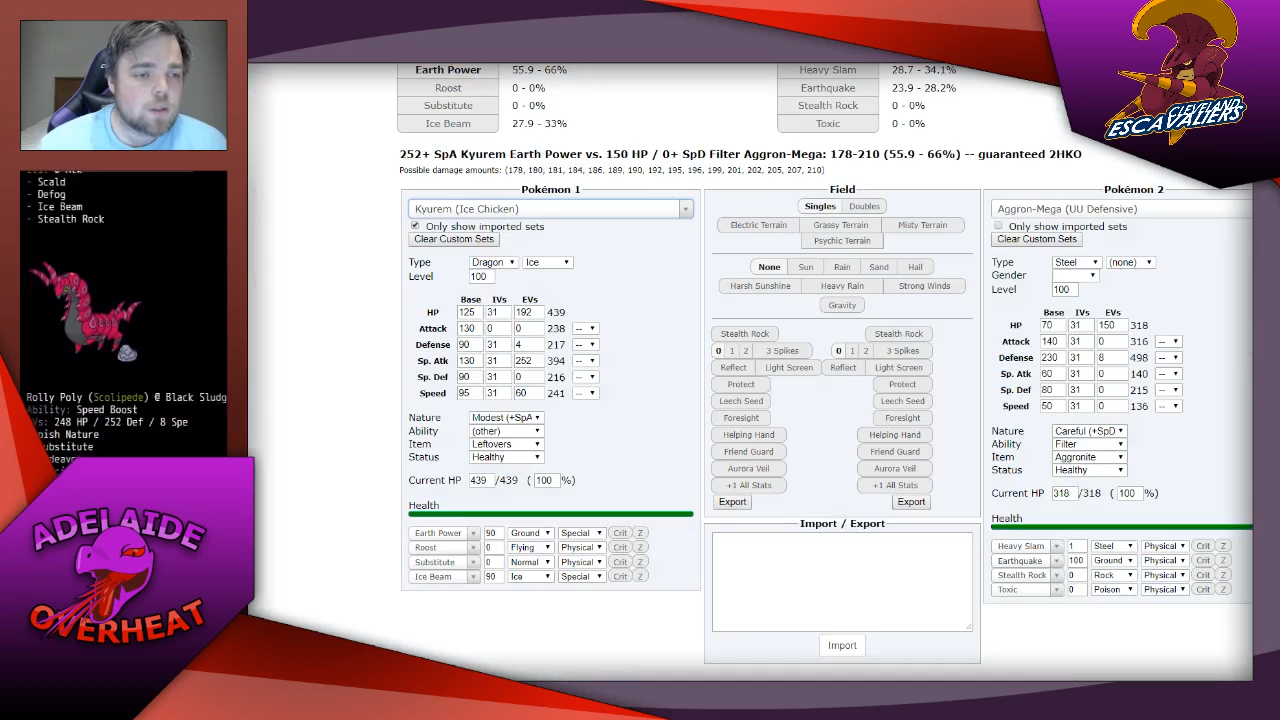 - Scald
- Defog
- Ice Beam
- Stealth Rock
Rolly Poly (Scolipede) @ Black Sludg
Ability: Speed Boost
Vs: 248 HP / 252 Def / 8 Spe
pish Nature
ubstitute
ndeavor
ADELAIDE
OVERHEAT
CLEVELAND
ESCAVALIERS
Earth Power 55.9 - 66%
Roost 0 - 0%
Substitute 0 - 0%
Ice Beam 27.9 - 33%
Heavy Slam 28.7 - 34.1%
Earthquake 23.9 - 28.2%
Stealth Rock 0 - 0%
Toxic 0 - 0%
252+ SpA Kyurem Earth Power vs. 150 HP / 0+ SpD Filter Aggron-Mega: 178-210 (55.9 - 66%) -- guaranteed 2HKO
Possible damage amounts: (178, 180, 181, 184, 186, 189, 190, 192, 195, 196, 199, 201, 202, 205, 207, 210)
Pokémon 1
Kyurem (Ice Chicken)
Only show imported sets
Clear Custom Sets
Type Dragon Ice
Level 100
Base IVs EVs
HP 125 31 192 439
Attack 130 0 0 238 --
Defense 90 31 4 217 --
Sp. Atk 130 31 252 394 --
Sp. Def 90 31 0 216 --
Speed 95 31 60 241 --
Nature Modest (+SpA
Ability (other)
Item Leftovers
Status Healthy
Current HP 439 /439 ( 100 %)
Health
Earth Power 90 Ground Special Crit Z
Roost 0 Flying Physical Crit Z
Substitute 0 Normal Physical Crit Z
Ice Beam 90 Ice Special Crit Z
Field
Singles Doubles
Electric Terrain Grassy Terrain Misty Terrain
Psychic Terrain
None Sun Rain Sand Hail
Harsh Sunshine Heavy Rain Strong Winds
Gravity
Stealth Rock Stealth Rock
0 1 2 3 Spikes 0 1 2 3 Spikes
Reflect Light Screen Reflect Light Screen
Protect Protect
Leech Seed Leech Seed
Foresight Foresight
Helping Hand Helping Hand
Friend Guard Friend Guard
Aurora Veil Aurora Veil
+1 All Stats +1 All Stats
Export Export
Import / Export
Import
Pokémon 2
Aggron-Mega (UU Defensive)
Only show imported sets
Clear Custom Sets
Type Steel (none)
Gender
Level 100
Base IVs EVs
HP 70 31 150 318
Attack 140 31 0 316 --
Defense 230 31 8 498 --
Sp. Atk 60 31 0 140 --
Sp. Def 80 31 0 215 --
Speed 50 31 0 136 --
Nature Careful (+SpD
Ability Filter
Item Aggronite
Status Healthy
Current HP 318 /318 ( 100 %)
Health
Heavy Slam 1 Steel Physical Crit Z
Earthquake 100 Ground Physical Crit Z
Stealth Rock 0 Rock Physical Crit Z
Toxic 0 Poison Physical Crit Z